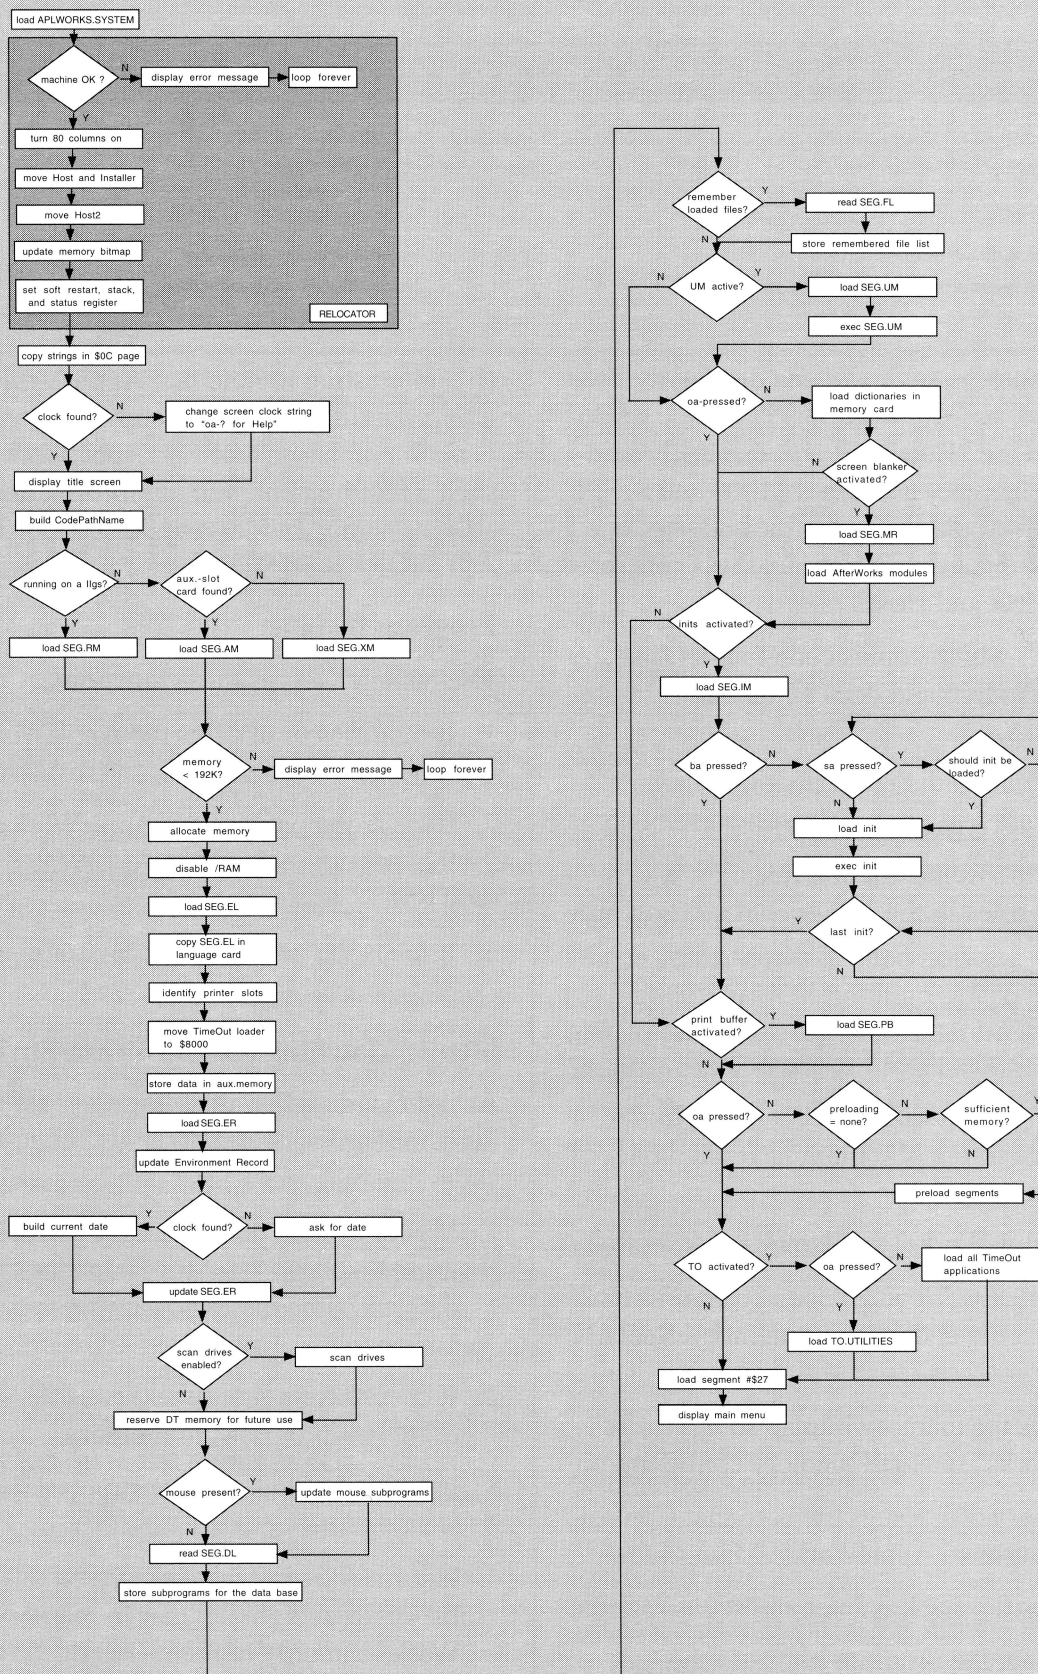 load APLWORKS.SYSTEM
machine OK ?
N
display error message
loop forever
Y
turn 80 columns on
move Host and Installer
move Host2
update memory bitmap
set soft restart, stack,
and status register
RELOCATOR
copy strings in $0C page
clock found?
N
change screen clock string
to "oa-? for Help"
Y
display title screen
build CodePathName
running on a IIgs?
N
aux.-slot
card found?
N
Y
Y
load SEG.RM
load SEG.AM
load SEG.XM
memory
< 192K?
N
display error message
loop forever
Y
allocate memory
disable /RAM
load SEG.EL
copy SEG.EL in
language card
identify printer slots
move TimeOut loader
to $8000
store data in aux.memory
load SEG.ER
update Environment Record
build current date
Y
clock found?
N
ask for date
update SEG.ER
scan drives
enabled?
Y
scan drives
N
reserve DT memory for future use
mouse present?
Y
update mouse subprograms
N
read SEG.DL
store subprograms for the data base
remember
loaded files?
Y
read SEG.FL
N
store remembered file list
N
UM active?
Y
load SEG.UM
exec SEG.UM
oa-pressed?
N
load dictionaries in
memory card
Y
N
screen blanker
activated?
Y
load SEG.MR
load AfterWorks modules
N
inits activated?
Y
load SEG.IM
ba pressed?
N
sa pressed?
Y
should init be
loaded?
N
Y
N
Y
load init
exec init
Y
last init?
N
print buffer
activated?
Y
load SEG.PB
N
oa pressed?
N
preloading
= none?
N
sufficient
memory?
Y
Y
Y
N
preload segments
TO activated?
Y
oa pressed?
N
load all TimeOut
applications
N
Y
load TO.UTILITIES
load segment #$27
display main menu